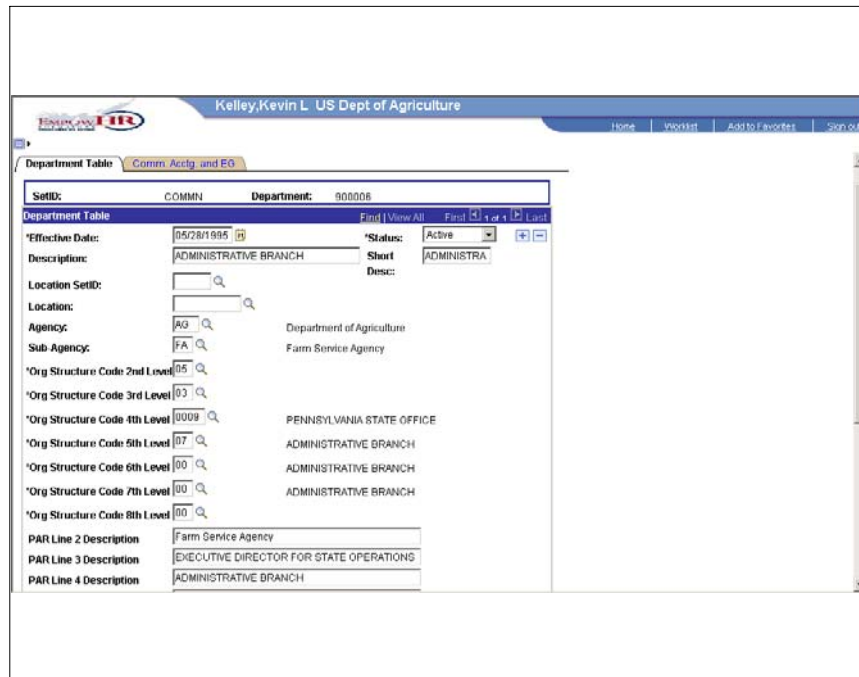 Kelley,Kevin L US Dept of Agriculture
EMPOWHR
Home Worklist Add to Favorites Sign ou
Department Table Comm. Acctg. and EG
SetID: COMMN Department: 900006
Department Table Find | View All First 1 of 1 Last
*Effective Date: 05/28/1995 *Status: Active
Description: ADMINISTRATIVE BRANCH Short Desc: ADMINISTRA
Location SetID:
Location:
Agency: AG Department of Agriculture
Sub-Agency: FA Farm Service Agency
*Org Structure Code 2nd Level 05
*Org Structure Code 3rd Level 03
*Org Structure Code 4th Level 0009 PENNSYLVANIA STATE OFFICE
*Org Structure Code 5th Level 07 ADMINISTRATIVE BRANCH
*Org Structure Code 6th Level 00 ADMINISTRATIVE BRANCH
*Org Structure Code 7th Level 00 ADMINISTRATIVE BRANCH
*Org Structure Code 8th Level 00
PAR Line 2 Description Farm Service Agency
PAR Line 3 Description EXECUTIVE DIRECTOR FOR STATE OPERATIONS
PAR Line 4 Description ADMINISTRATIVE BRANCH